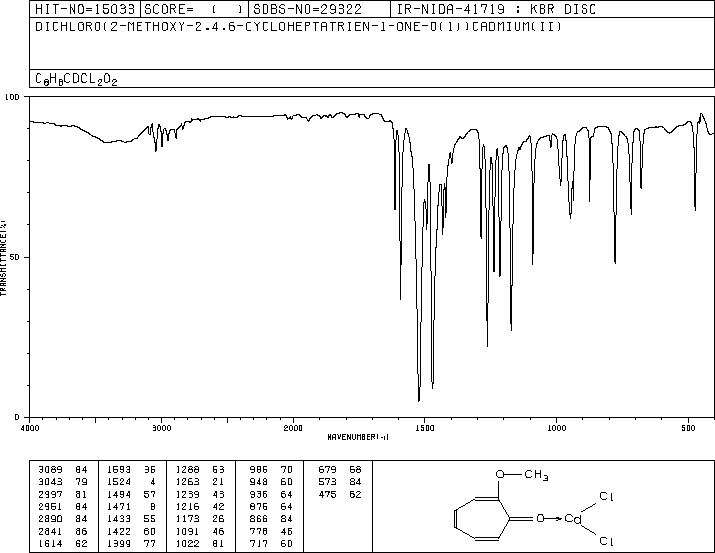 HIT-NO=15033 SCORE= ( ) SDBS-NO=29322 IR-NIDA-41719 : KBR DISC
DICHLORO(2-METHOXY-2,4,6-CYCLOHEPTATRIEN-1-ONE-O(1))CADMIUM(II)
C8H8CDCL2O2
100
50
0
TRANSMITTANCE(%)
4000 3000 2000 1500 1000 500
WAVENUMBER(-1)
3089 84 1593 36 1288 53 986 70 679 68
3043 79 1524 4 1263 21 948 60 573 84
2997 81 1494 57 1239 43 936 64 475 62
2951 84 1471 8 1216 42 876 64
2890 84 1433 55 1173 26 866 84
2841 86 1422 60 1091 46 778 46
1614 62 1399 77 1022 81 717 60
O CH3
Cl
O Cd
Cl